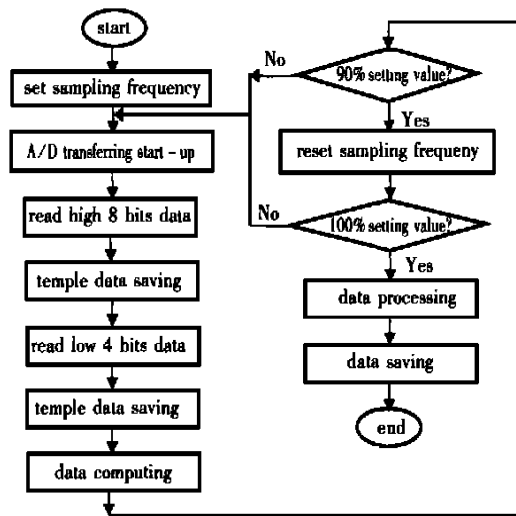 start
set sampling frequency
A/D transferring start - up
read high 8 bits data
temple data saving
read low 4 bits data
temple data saving
data computing
90% setting value?
No
Yes
reset sampling frequeny
100% setting value?
No
Yes
data processing
data saving
end